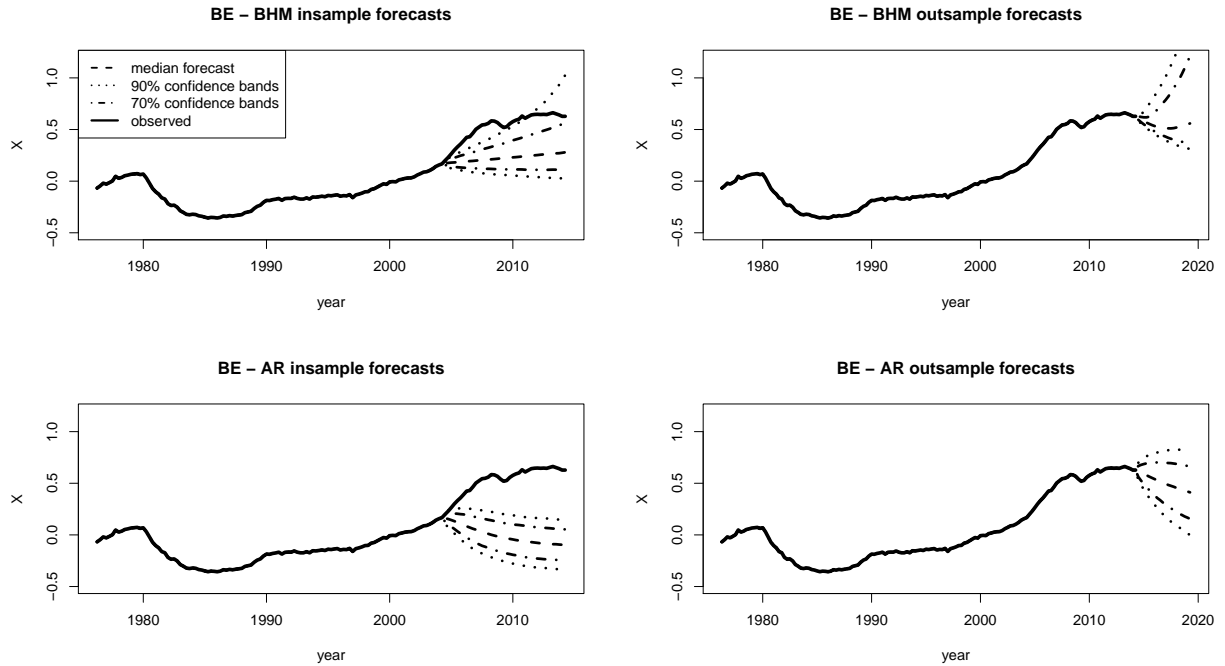 BE – BHM insample forecasts
1.0
0.5
0.0
−0.5
X
median forecast
90% confidence bands
70% confidence bands
observed
1980
1990
2000
2010
year
BE – BHM outsample forecasts
1.0
0.5
0.0
−0.5
X
1980
1990
2000
2010
2020
year
BE – AR insample forecasts
1.0
0.5
0.0
−0.5
X
1980
1990
2000
2010
year
BE – AR outsample forecasts
1.0
0.5
0.0
−0.5
X
1980
1990
2000
2010
2020
year